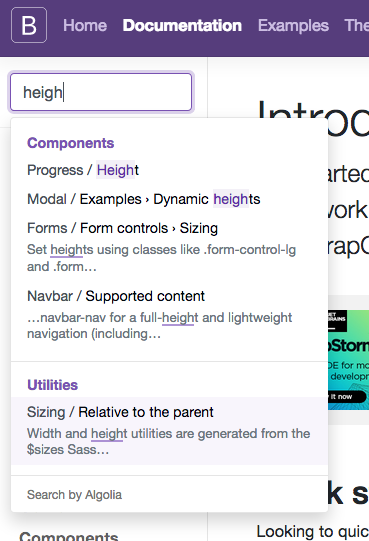 B Home Documentation Examples The
heigh
Introd
Components
Progress / Height
Modal / Examples › Dynamic heights
Forms / Form controls › Sizing
Set heights using classes like .form-control-lg
and .form…
Navbar / Supported content
…navbar-nav for a full-height and lightweight
navigation (including…
Utilities
Sizing / Relative to the parent
Width and height utilities are generated from the
$sizes Sass…
Search by Algolia
Components
arted
work
rapC
BRAINS
pStorm
DE for mo
developm
y it now
k s
Looking to quic